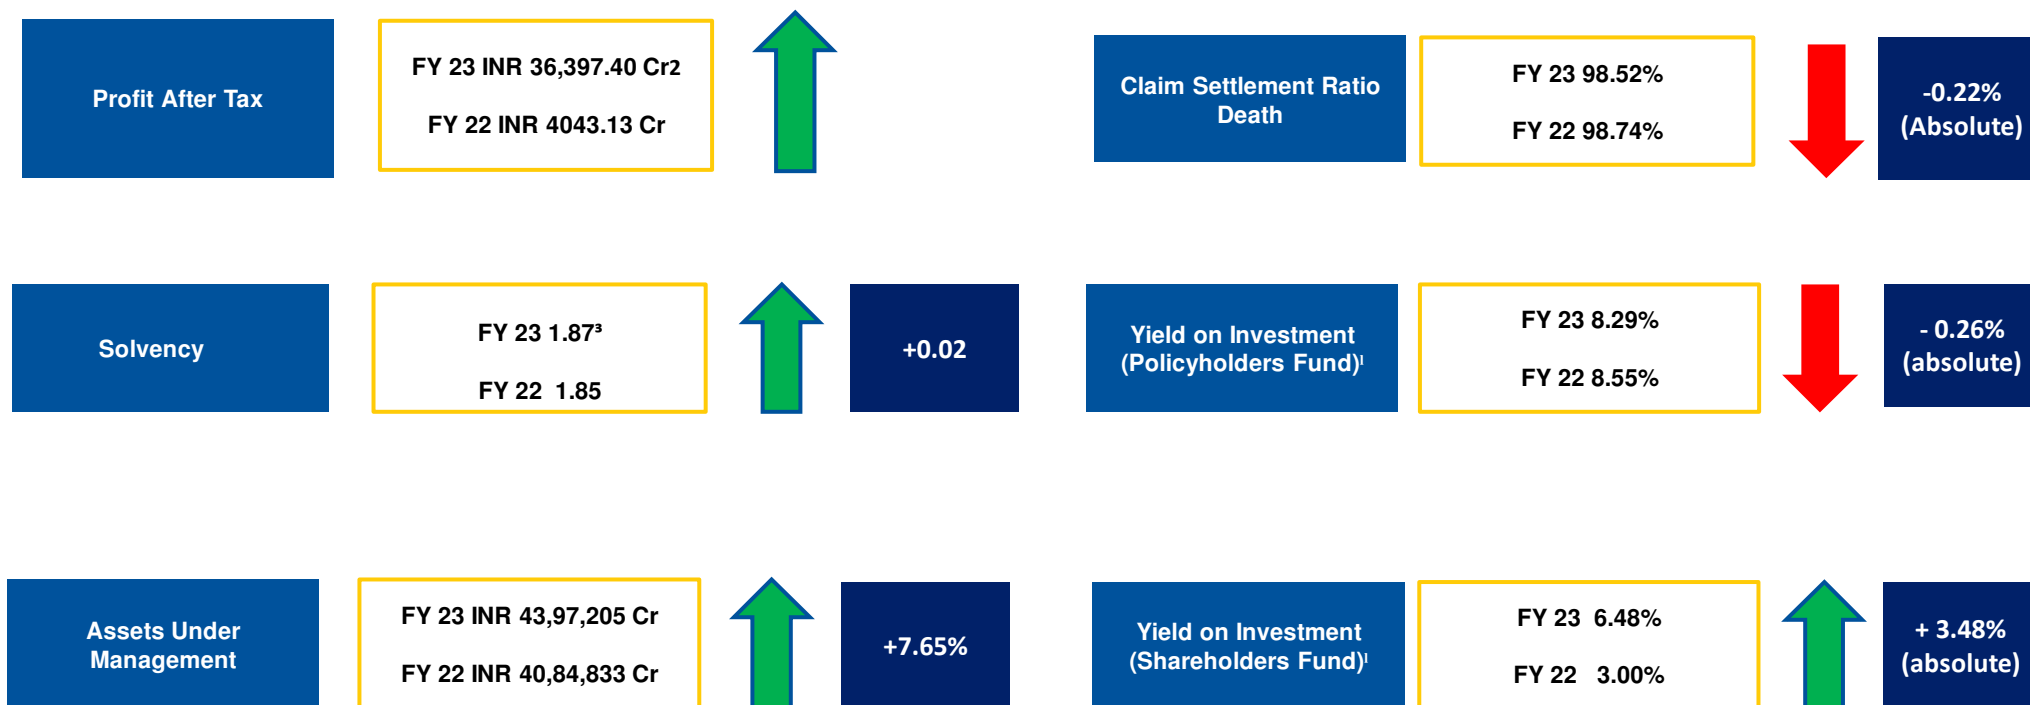 Profit After Tax
FY 23 INR 36,397.40 Cr2
FY 22 INR 4043.13 Cr
Claim Settlement Ratio
Death
FY 23 98.52%
FY 22 98.74%
-0.22%
(Absolute)
Solvency
FY 23 1.87³
FY 22 1.85
+0.02
Yield on Investment
(Policyholders Fund)¹
FY 23 8.29%
FY 22 8.55%
- 0.26%
(absolute)
Assets Under
Management
FY 23 INR 43,97,205 Cr
FY 22 INR 40,84,833 Cr
+7.65%
Yield on Investment
(Shareholders Fund)¹
FY 23 6.48%
FY 22 3.00%
+ 3.48%
(absolute)